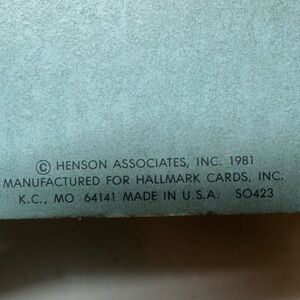 © HENSON ASSOCIATES, INC. 1981
MANUFACTURED FOR HALLMARK CARDS, INC.
K.C., MO 64141 MADE IN U.S.A. SO423